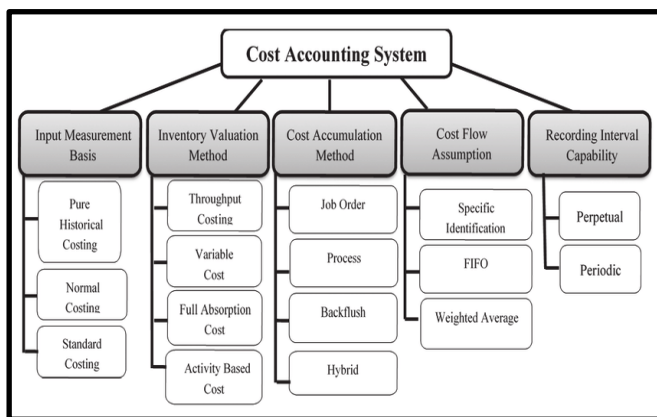 Cost Accounting System
Input Measurement
Basis
Pure
Historical
Costing
Normal
Costing
Standard
Costing
Inventory Valuation
Method
Throughput
Costing
Variable
Cost
Full Absorption
Cost
Activity Based
Cost
Cost Accumulation
Method
Job Order
Process
Backflush
Hybrid
Cost Flow
Assumption
Specific
Identification
FIFO
Weighted Average
Recording Interval
Capability
Perpetual
Periodic